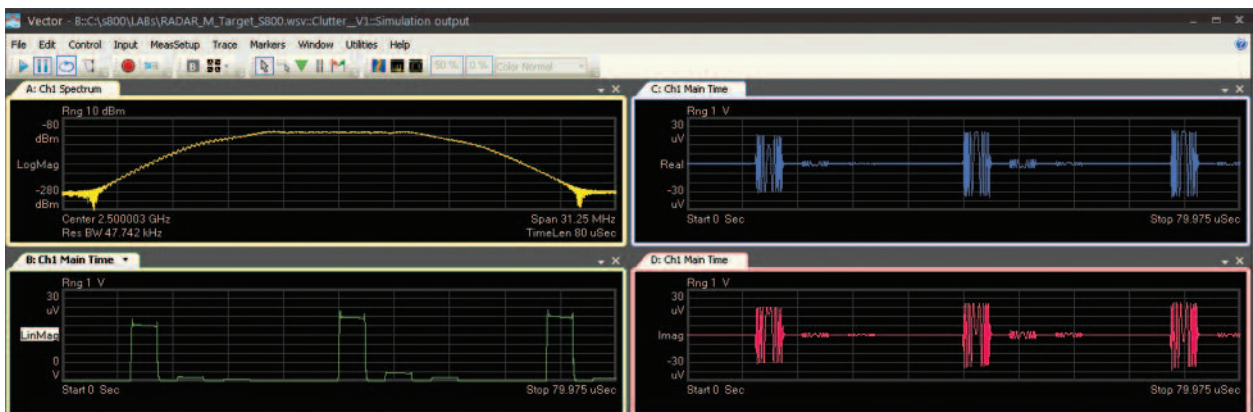 Vector - B::C:\s800\LABs\RADAR_M_Target_S800.wsv::Clutter__V1::Simulation output
File Edit Control Input MeasSetup Trace Markers Window Utilities Help
B 50 % 0 % Color Normal
A: Ch1 Spectrum
Rng 10 dBm
-80
dBm
LogMag
-280
dBm
Center 2.500003 GHz Span 31.25 MHz
Res BW 47.742 kHz TimeLen 80 uSec
C: Ch1 Main Time
Rng 1 V
30
uV
Real
-30
uV
Start 0 Sec Stop 79.975 uSec
B: Ch1 Main Time
Rng 1 V
30
uV
LinMag
0
V
Start 0 Sec Stop 79.975 uSec
D: Ch1 Main Time
Rng 1 V
30
uV
Imag
-30
uV
Start 0 Sec Stop 79.975 uSec